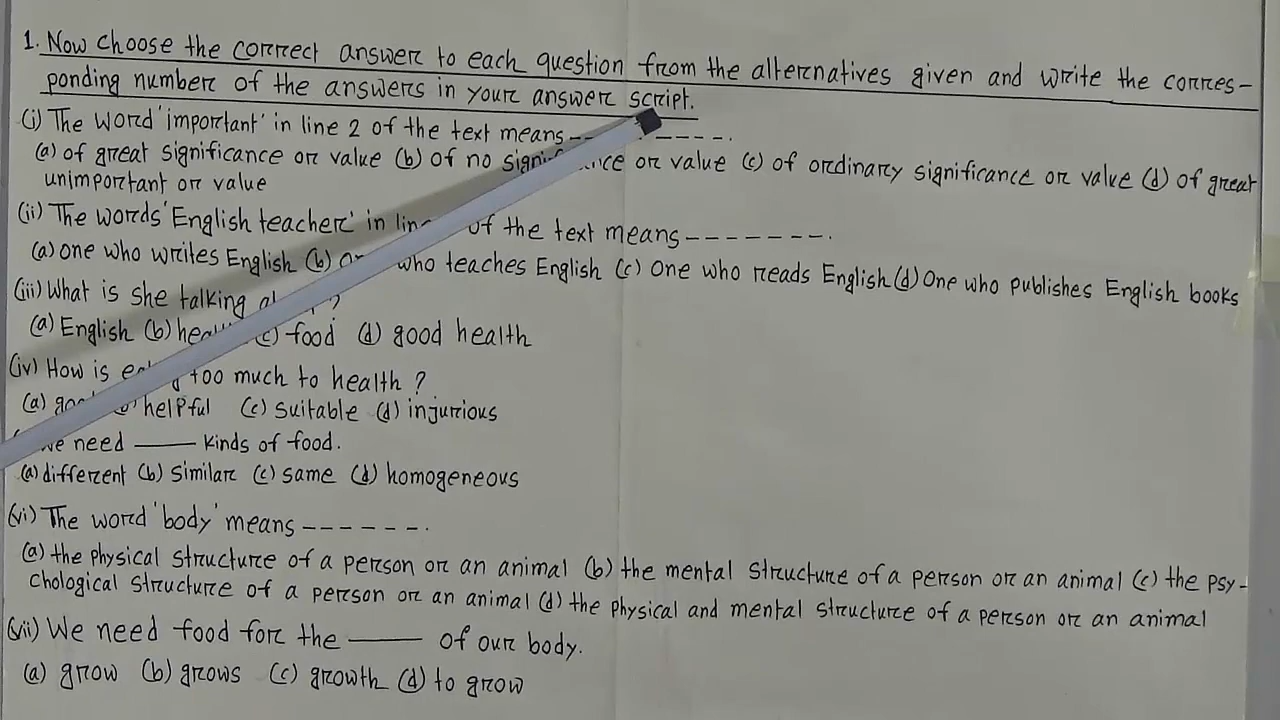 1. Now choose the correct answer to each question from the alternatives given and write the corres-
ponding number of the answers in your answer script.
(i) The word 'important' in line 2 of the text means-- ----.
(a) of great significance or value (b) of no or value (c) of ordinary significance or value (d) of great
unimportant or value
(ii) The words 'English teacher' in of the text means-------.
(a) one who writes English (b) who teaches English (c) One who reads English (d) One who publishes English books
(iii) What is she talking ?
(a) English (b) (c) food (d) good health
(iv) How is too much to health ?
(a) (b) helpful (c) suitable (d) injurious
we need ____ kinds of food.
(a) different (b) similar (c) same (d) homogeneous
(vi) The word 'body' means ------.
(a) the physical structure of a person or an animal (b) the mental structure of a person or an animal (c) the psy-
chological structure of a person or an animal (d) the physical and mental structure of a person or an animal
(vii) We need food for the ____ of our body.
(a) grow (b) grows (c) growth (d) to grow